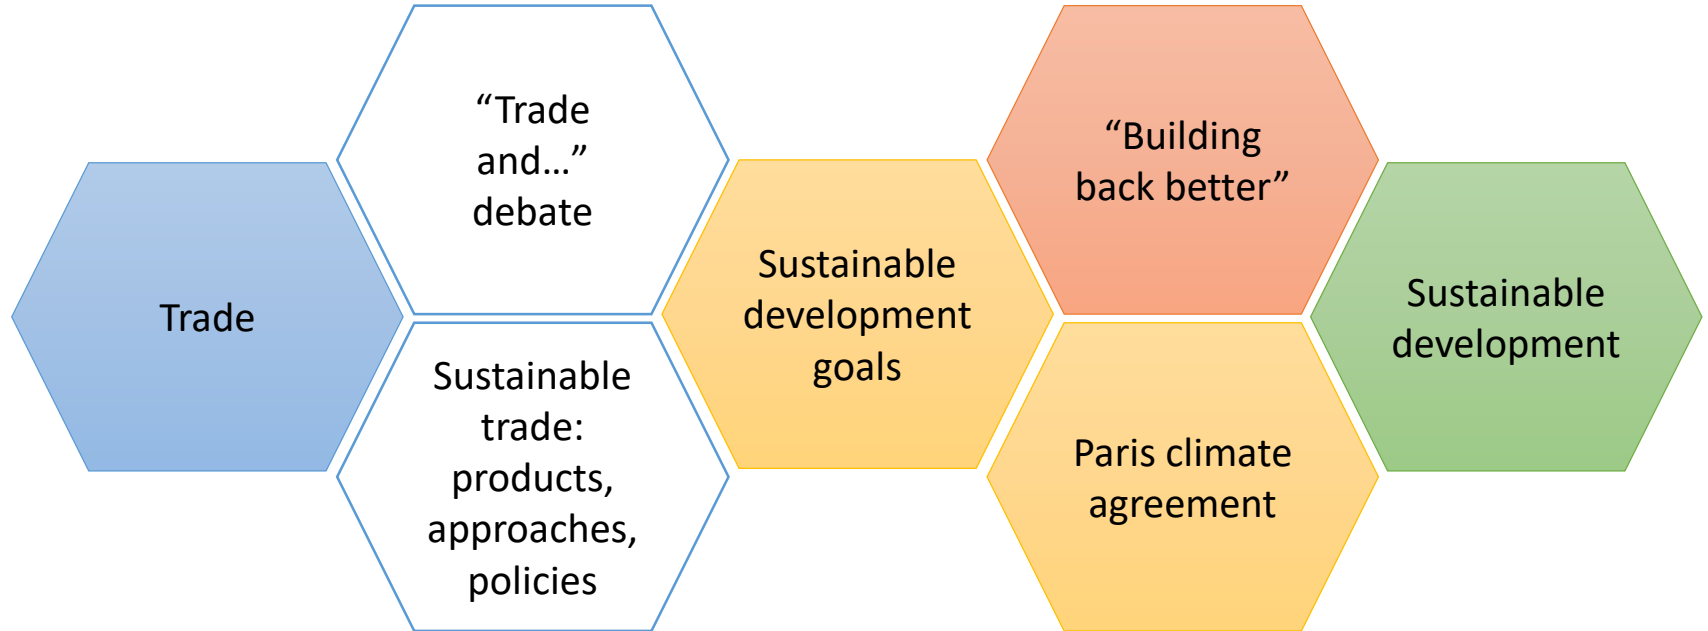 Trade
“Trade
and…”
debate
Sustainable
trade:
products,
approaches,
policies
Sustainable
development
goals
“Building
back better”
Paris climate
agreement
Sustainable
development